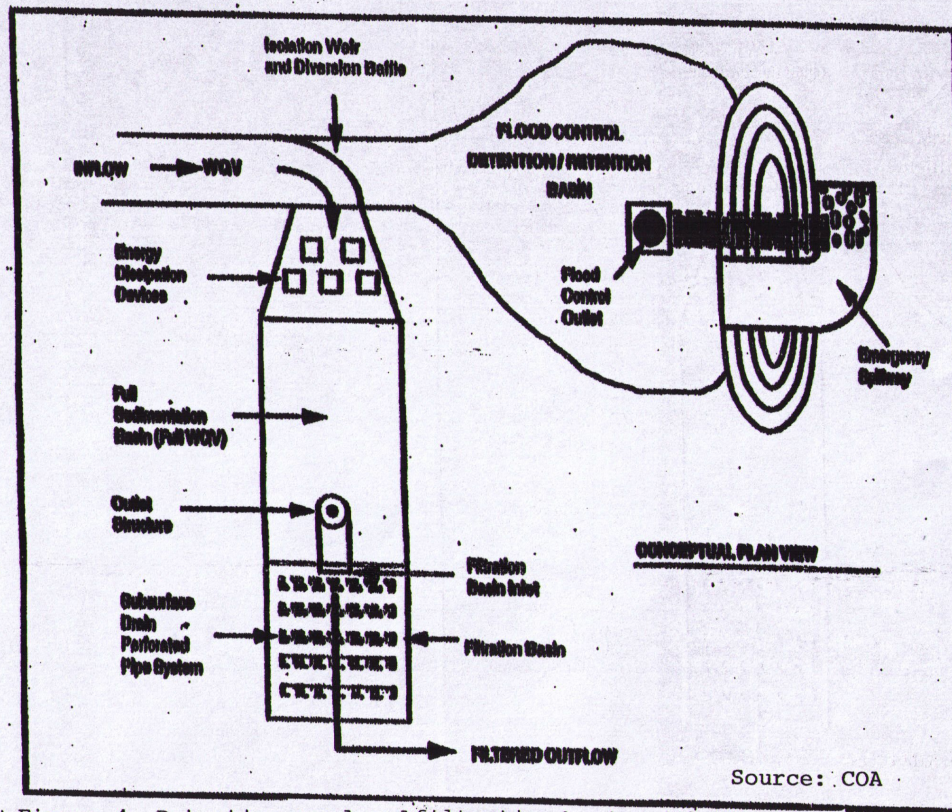 Isolation Weir
and Diversion Baffle
FLOOD CONTROL
DETENTION / RETENTION
BASIN
INFLOW
WQV
Energy
Dissipation
Devices
Flood
Control
Outlet
Emergency
Spillway
Full
Sedimentation
Basin (Full WQV)
Outlet
Structure
CONCEPTUAL PLAN VIEW
Filtration
Basin Inlet
Subsurface
Drain
Perforated
Pipe System
Filtration Basin
FILTERED OUTFLOW
Source: COA